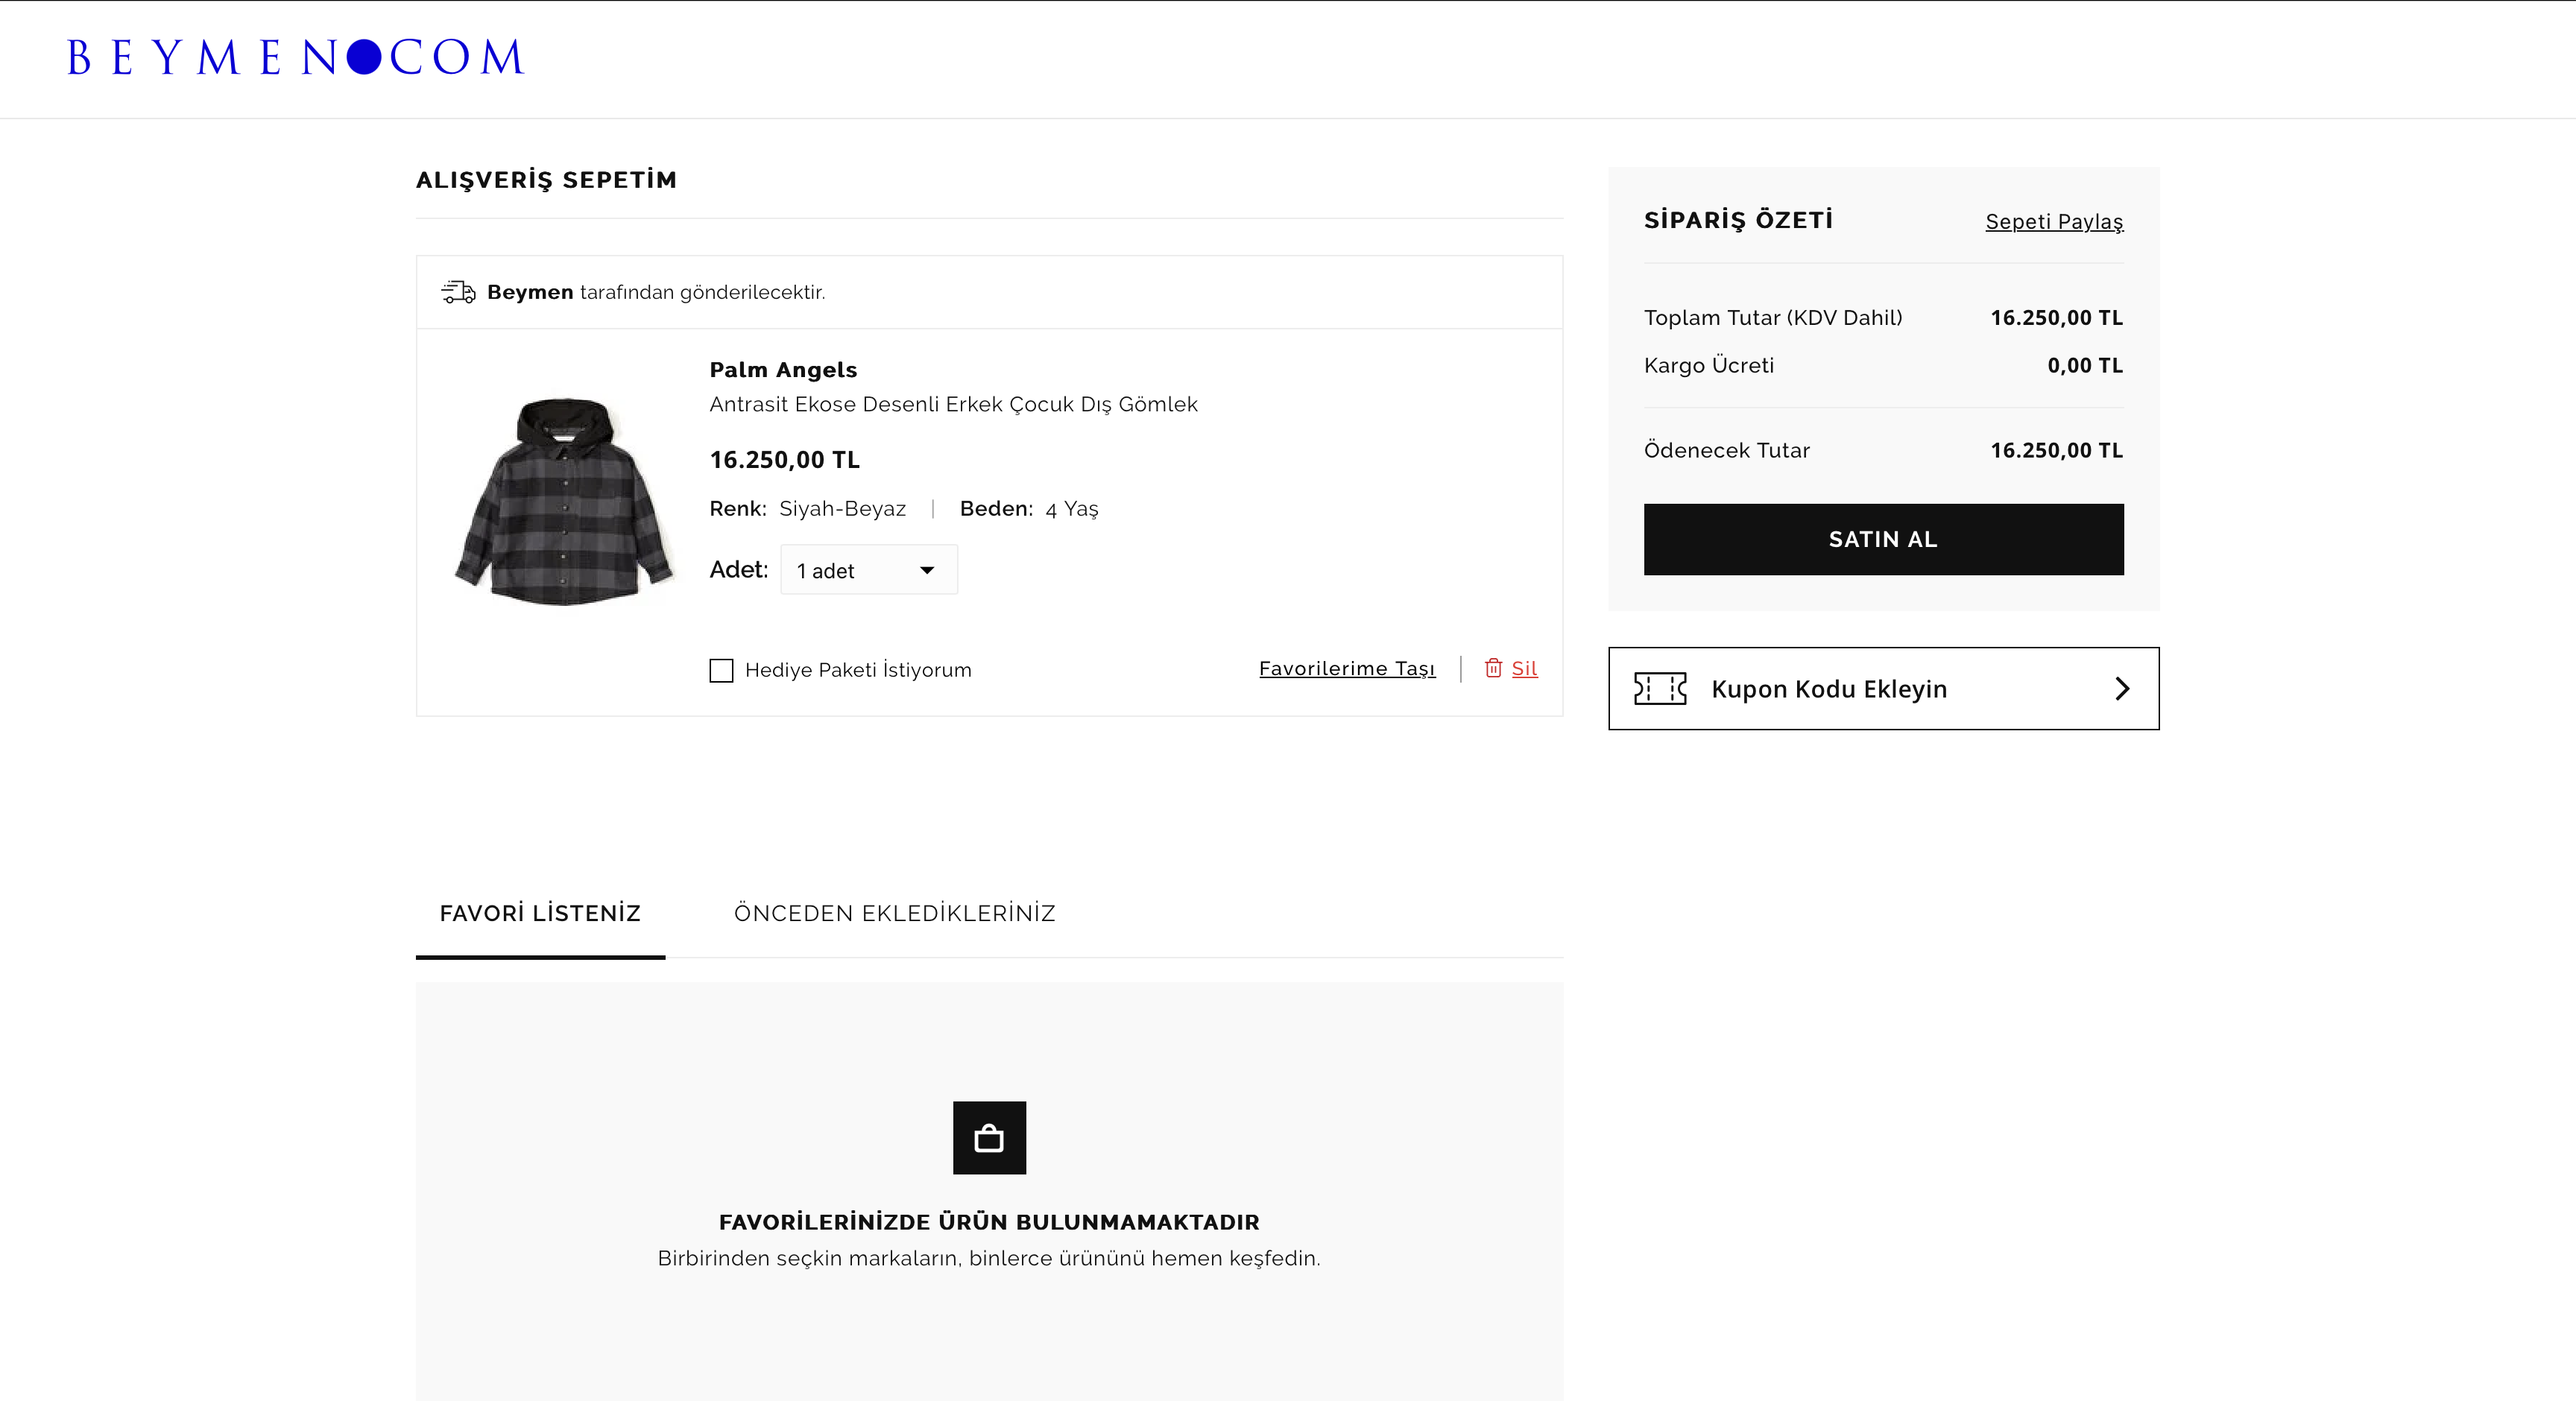 BEYMEN COM
ALIŞVERİŞ SEPETİM
Beymen tarafından gönderilecektir.
Palm Angels
Antrasit Ekose Desenli Erkek Çocuk Dış Gömlek
16.250,00 TL
Renk: Siyah-Beyaz | Beden: 4 Yaş
Adet: 1 adet
Hediye Paketi İstiyorum
Favorilerime Taşı | Sil
SİPARİŞ ÖZETİ
Sepeti Paylaş
Toplam Tutar (KDV Dahil) 16.250,00 TL
Kargo Ücreti 0,00 TL
Ödenecek Tutar 16.250,00 TL
SATIN AL
Kupon Kodu Ekleyin
FAVORİ LİSTENİZ
ÖNCEDEN EKLEDİKLERİNİZ
FAVORİLERİNİZDE ÜRÜN BULUNMAMAKTADIR
Birbirinden seçkin markaların, binlerce ürününü hemen keşfedin.